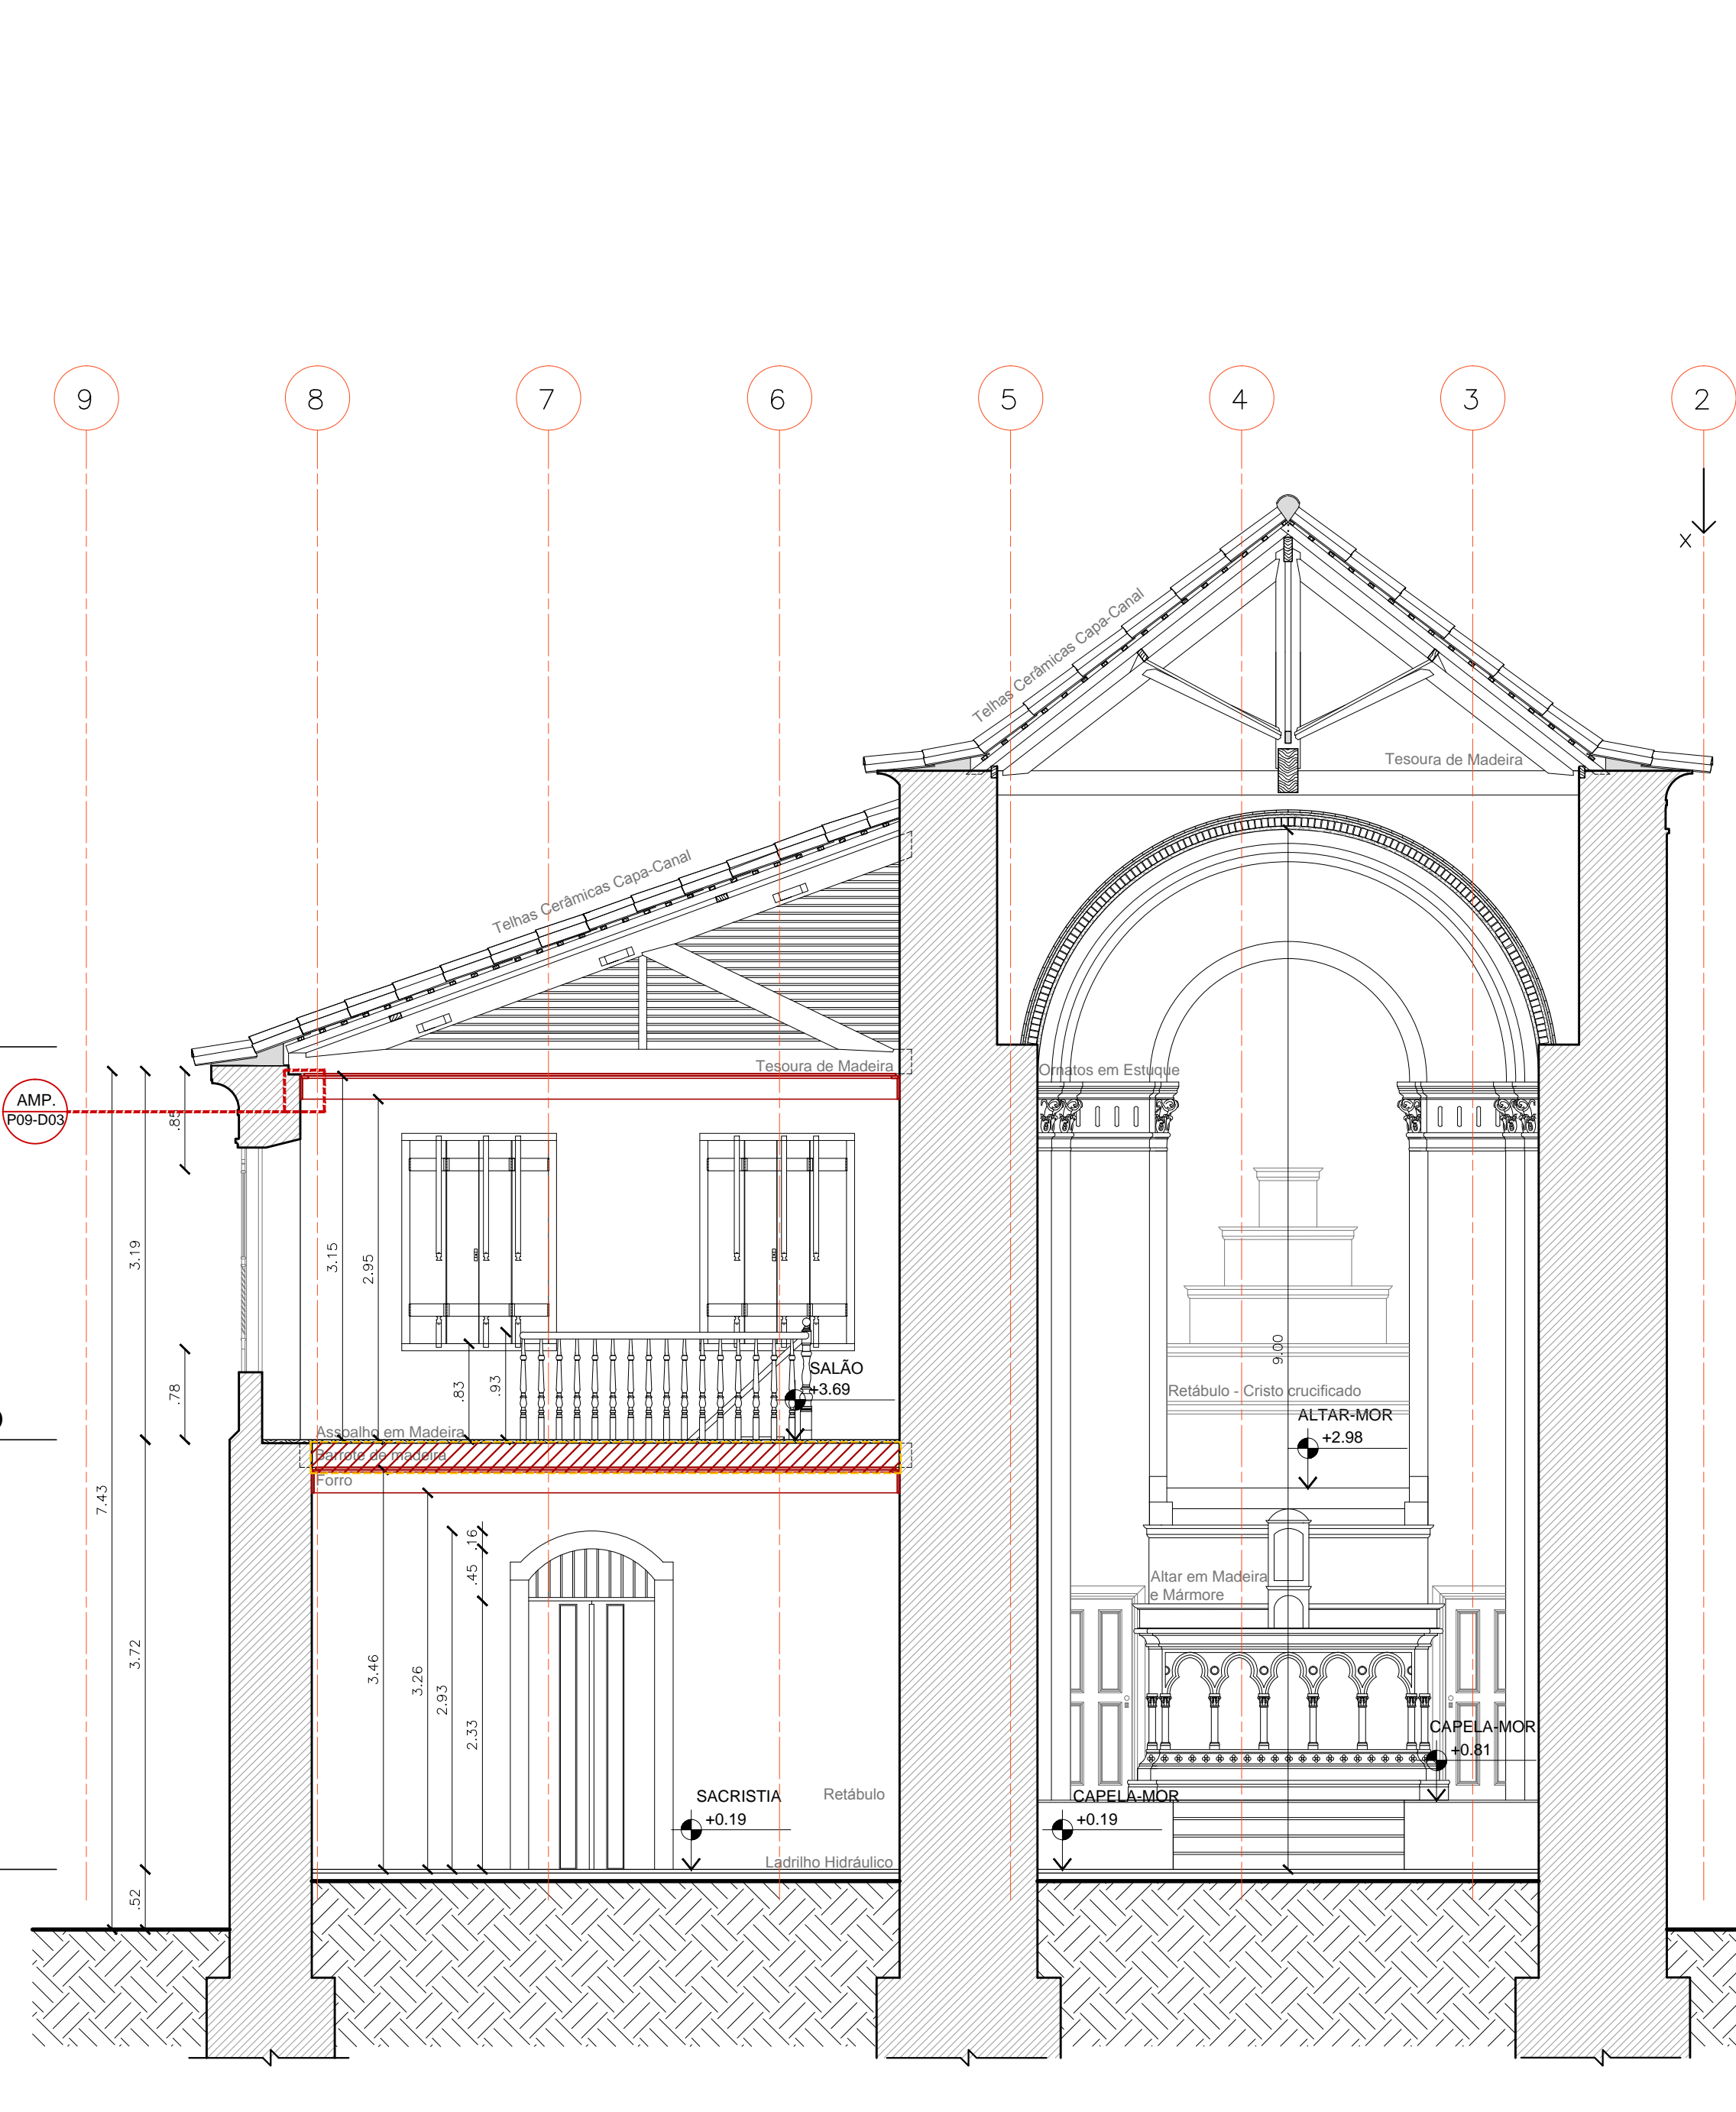 9
8
7
6
5
4
3
2
X
Telhas Cerâmicas Capa-Canal
Tesoura de Madeira
Telhas Cerâmicas Capa-Canal
Tesoura de Madeira
Ornatos em Estuque
AMP.
P09-D03
.85
3.19
3.15
2.95
.83
.93
.78
SALÃO
+3.69
9.00
Retábulo - Cristo crucificado
ALTAR-MOR
+2.98
Assoalho em Madeira
Barrote de madeira
Forro
7.43
3.72
.52
3.46
3.26
2.93
2.33
.45
.16
Altar em Madeira
e Mármore
CAPELA-MOR
+0.81
SACRISTIA
+0.19
Retábulo
CAPELA-MOR
+0.19
Ladrilho Hidráulico